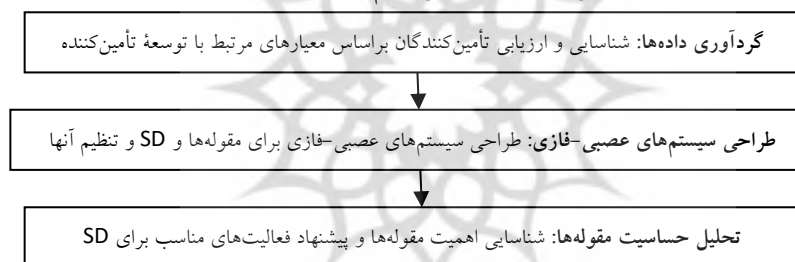 گردآوری داده‌ها: شناسایی و ارزیابی تأمین‌کنندگان براساس معیارهای مرتبط با توسعهٔ تأمین‌کننده
طراحی سیستم‌های عصبی-فازی: طراحی سیستم‌های عصبی-فازی برای مقوله‌ها و SD و تنظیم آنها
تحلیل حساسیت مقوله‌ها: شناسایی اهمیت مقوله‌ها و پیشنهاد فعالیت‌های مناسب برای SD